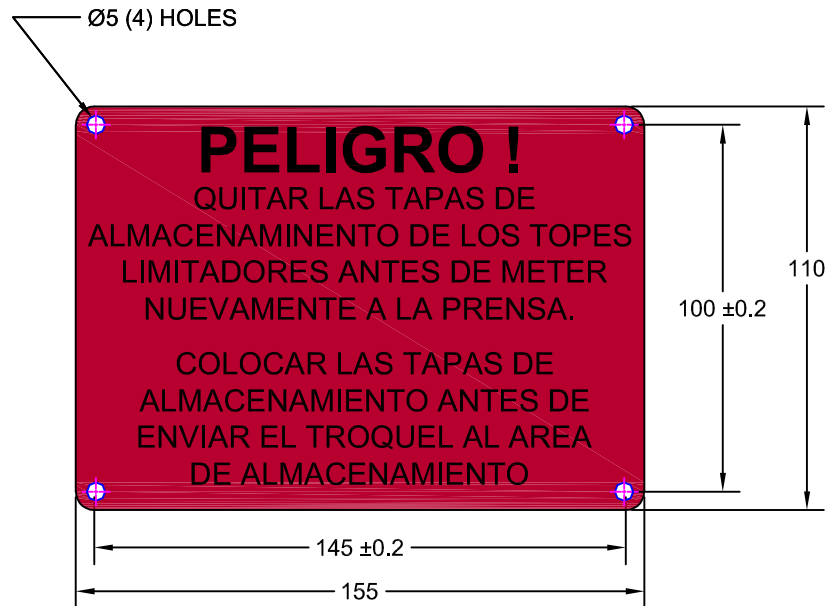 Ø5 (4) HOLES
PELIGRO !
QUITAR LAS TAPAS DE
ALMACENAMINENTO DE LOS TOPES
LIMITADORES ANTES DE METER
NUEVAMENTE A LA PRENSA.
COLOCAR LAS TAPAS DE
ALMACENAMIENTO ANTES DE
ENVIAR EL TROQUEL AL AREA
DE ALMACENAMIENTO
100 ±0.2
110
145 ±0.2
155